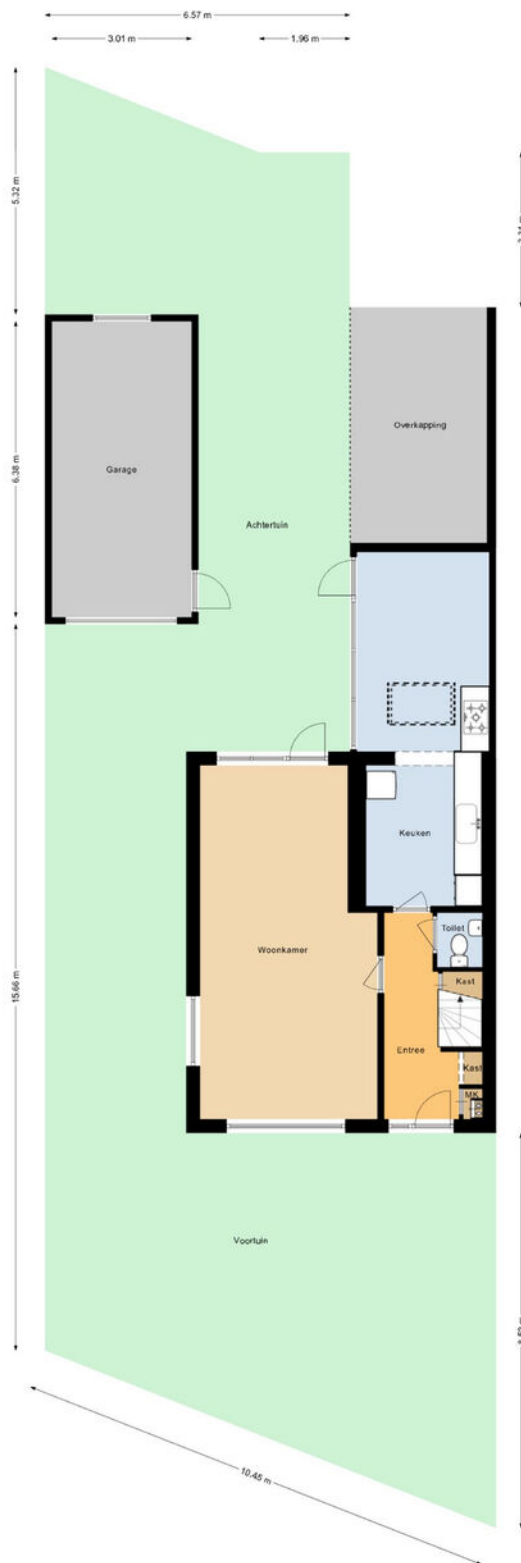 6.57 m
3.01 m
1.96 m
5.32 m
Overkapping
6.38 m
Garage
Achtertuin
Keuken
Toilet
Woonkamer
Kast
15.66 m
Entree
Kast
MK
Voortuin
10.45 m